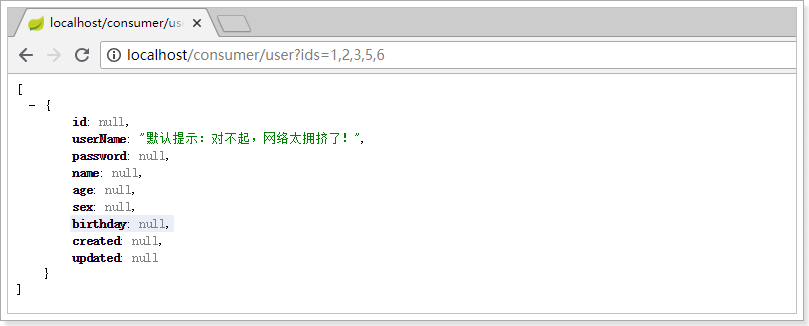 localhost/consumer/use
localhost/consumer/user?ids=1,2,3,5,6
[
- {
id: null,
userName: "默认提示：对不起，网络太拥挤了！",
password: null,
name: null,
age: null,
sex: null,
birthday: null,
created: null,
updated: null
}
]